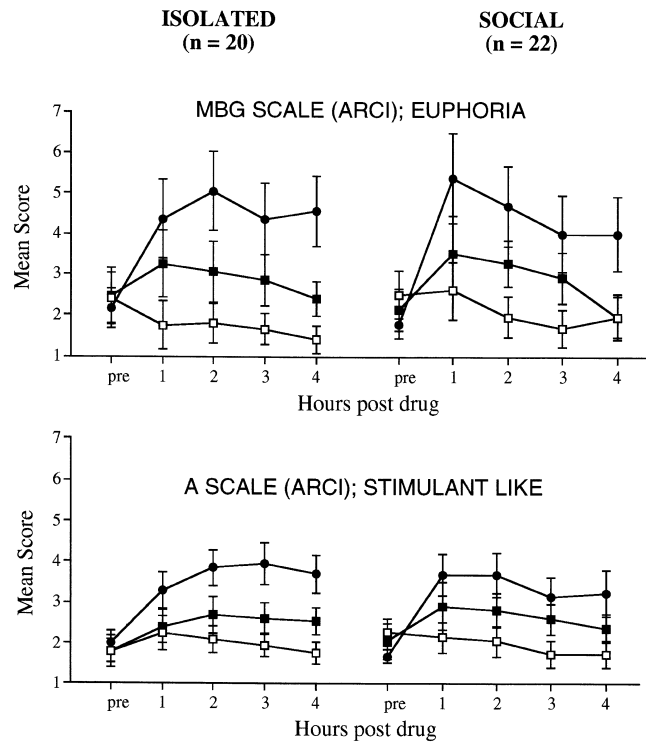 ISOLATED SOCIAL
(n = 20) (n = 22)
MBG SCALE (ARCI); EUPHORIA
7
6
5
4
3
2
1
Mean Score
pre 1 2 3 4 pre 1 2 3 4
Hours post drug
A SCALE (ARCI); STIMULANT LIKE
7
6
5
4
3
2
1
Mean Score
pre 1 2 3 4 pre 1 2 3 4
Hours post drug